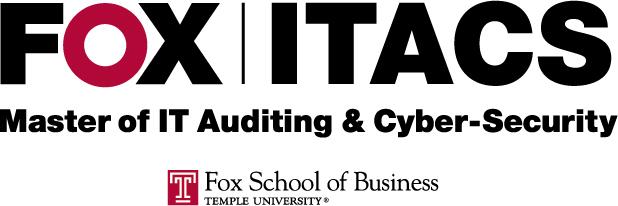 FOX | ITACS
Master of IT Auditing & Cyber-Security
T Fox School of Business
TEMPLE UNIVERSITY®